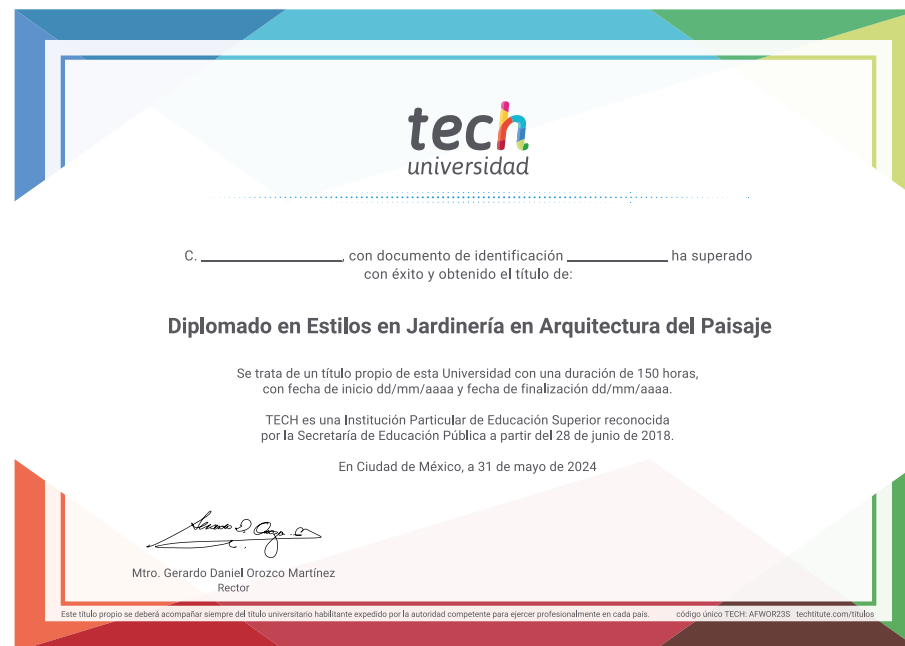 tech
universidad
C. ____________, con documento de identificación ____________ ha superado
con éxito y obtenido el título de:
Diplomado en Estilos en Jardinería en Arquitectura del Paisaje
Se trata de un título propio de esta Universidad con una duración de 150 horas,
con fecha de inicio dd/mm/aaaa y fecha de finalización dd/mm/aaaa.
TECH es una Institución Particular de Educación Superior reconocida
por la Secretaría de Educación Pública a partir del 28 de junio de 2018.
En Ciudad de México, a 31 de mayo de 2024
Mtro. Gerardo Daniel Orozco Martínez
Rector
Este título propio se deberá acompañar siempre del título universitario habilitante expedido por la autoridad competente para ejercer profesionalmente en cada país. código único TECH: AFWOR23S techtitute.com/títulos